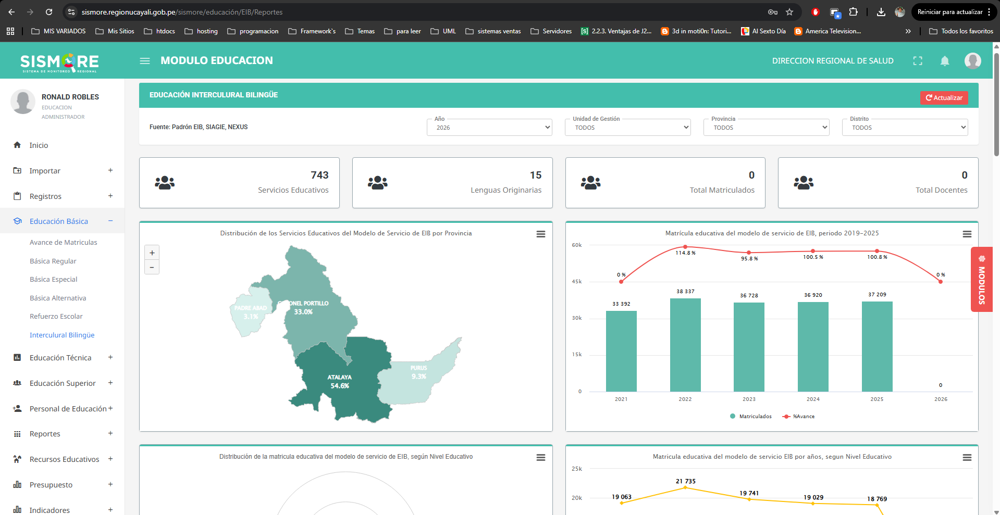 sismore.regionucayali.gob.pe/sismore/educación/EIB/Reportes
Reiniciar para actualizar
MIS VARIADOS
Mis Sitios
htdocs
hosting
programacion
Framework`s
Temas
para leer
UML
sistemas ventas
Servidores
2.2.3. Ventajas de J2...
3d in moti0n: Tutori...
Al Sexto Día
America Television...
Todos los favoritos
SISMORE
SISTEMA DE MONITOREO REGIONAL
MODULO EDUCACION
DIRECCION REGIONAL DE SALUD
RONALD ROBLES
EDUCACION
ADMINISTRADOR
Inicio
Importar +
Registros +
Educación Básica −
Avance de Matriculas
Básica Regular
Básica Especial
Básica Alternativa
Refuerzo Escolar
Interculural Bilingüe
Educación Técnica +
Educación Superior +
Personal de Educación +
Reportes +
Recursos Educativos +
Presupuesto +
Indicadores +
EDUCACIÓN INTERCULURAL BILINGÜE
Actualizar
Fuente: Padrón EIB, SIAGIE, NEXUS
Año
2026
Unidad de Gestión
TODOS
Provincia
TODOS
Distrito
TODOS
743
Servicios Educativos
15
Lenguas Originarias
0
Total Matriculados
0
Total Docentes
Distribución de los Servicios Educativos del Modelo de Servicio de EIB por Provincia
+
−
PADRE ABAD
3.1%
CORONEL PORTILLO
33.0%
ATALAYA
54.6%
PURUS
9.3%
Matrícula educativa del modelo de servicio de EIB, periodo 2019-2025
60k
45k
30k
15k
0
0 %
114.8 %
95.8 %
100.5 %
100.8 %
0 %
33 392
38 337
36 728
36 920
37 209
0
2021
2022
2023
2024
2025
2026
Matriculados
%Avance
MODULOS
Distribución de la matricula educativa del modelo de servicio de EIB, según Nivel Educativo
Matricula educativa del modelo de servicio EIB por años, segun Nivel Educativo
25k
20k
19 063
21 735
19 741
19 029
18 769